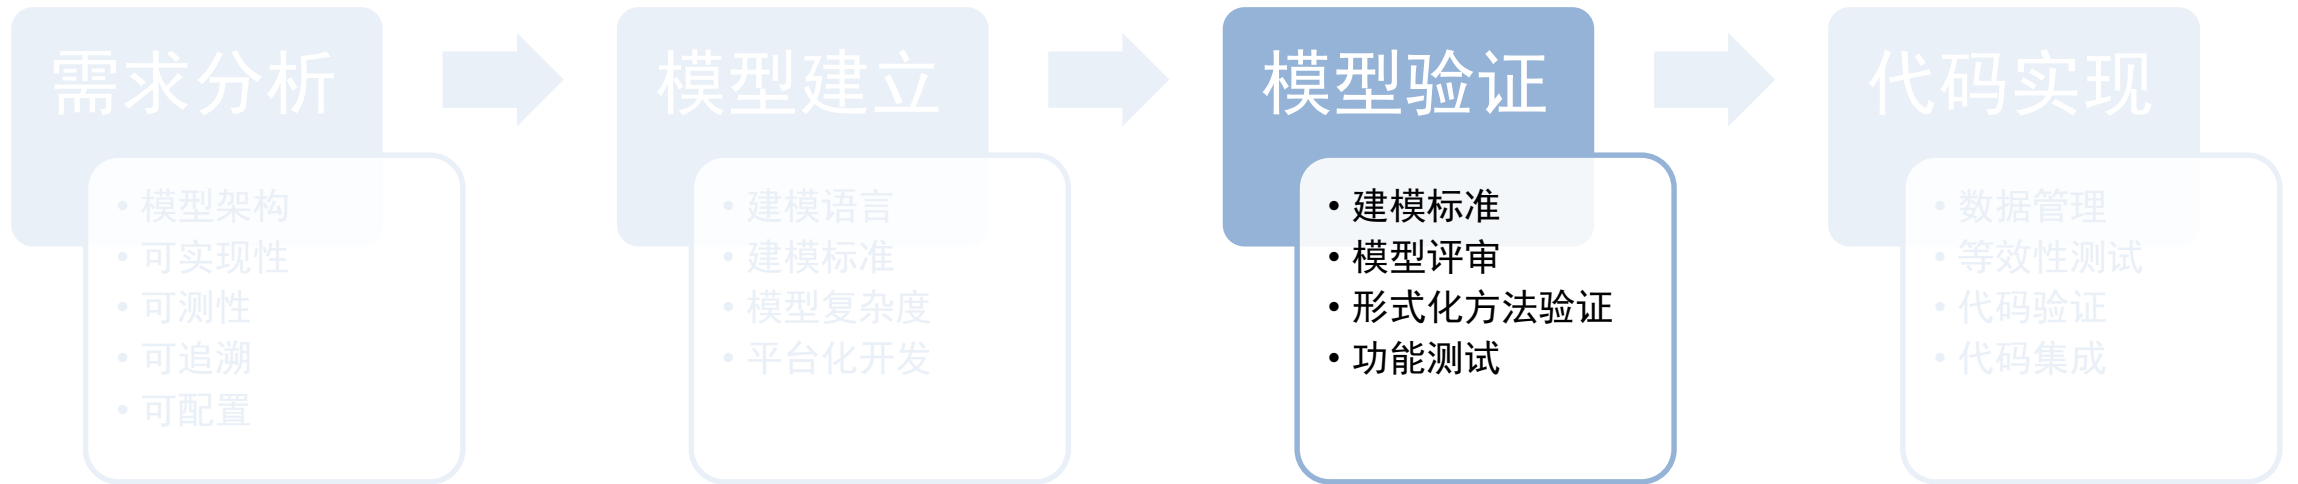 需求分析
• 模型架构
• 可实现性
• 可测性
• 可追溯
• 可配置
模型建立
• 建模语言
• 建模标准
• 模型复杂度
• 平台化开发
模型验证
• 建模标准
• 模型评审
• 形式化方法验证
• 功能测试
代码实现
• 数据管理
• 等效性测试
• 代码验证
• 代码集成